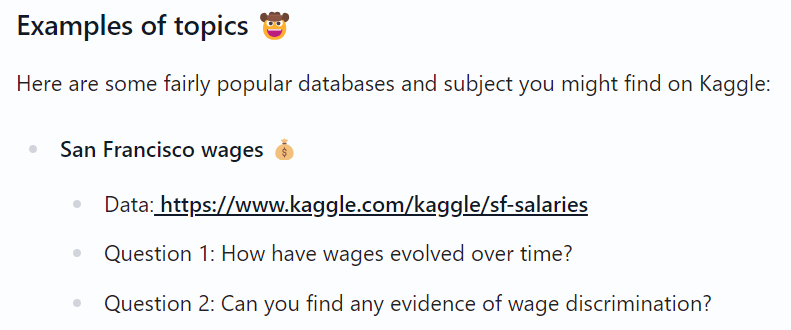 Examples of topics 🤠
Here are some fairly popular databases and subject you might find on Kaggle:
San Francisco wages 💰
Data: https://www.kaggle.com/kaggle/sf-salaries
Question 1: How have wages evolved over time?
Question 2: Can you find any evidence of wage discrimination?